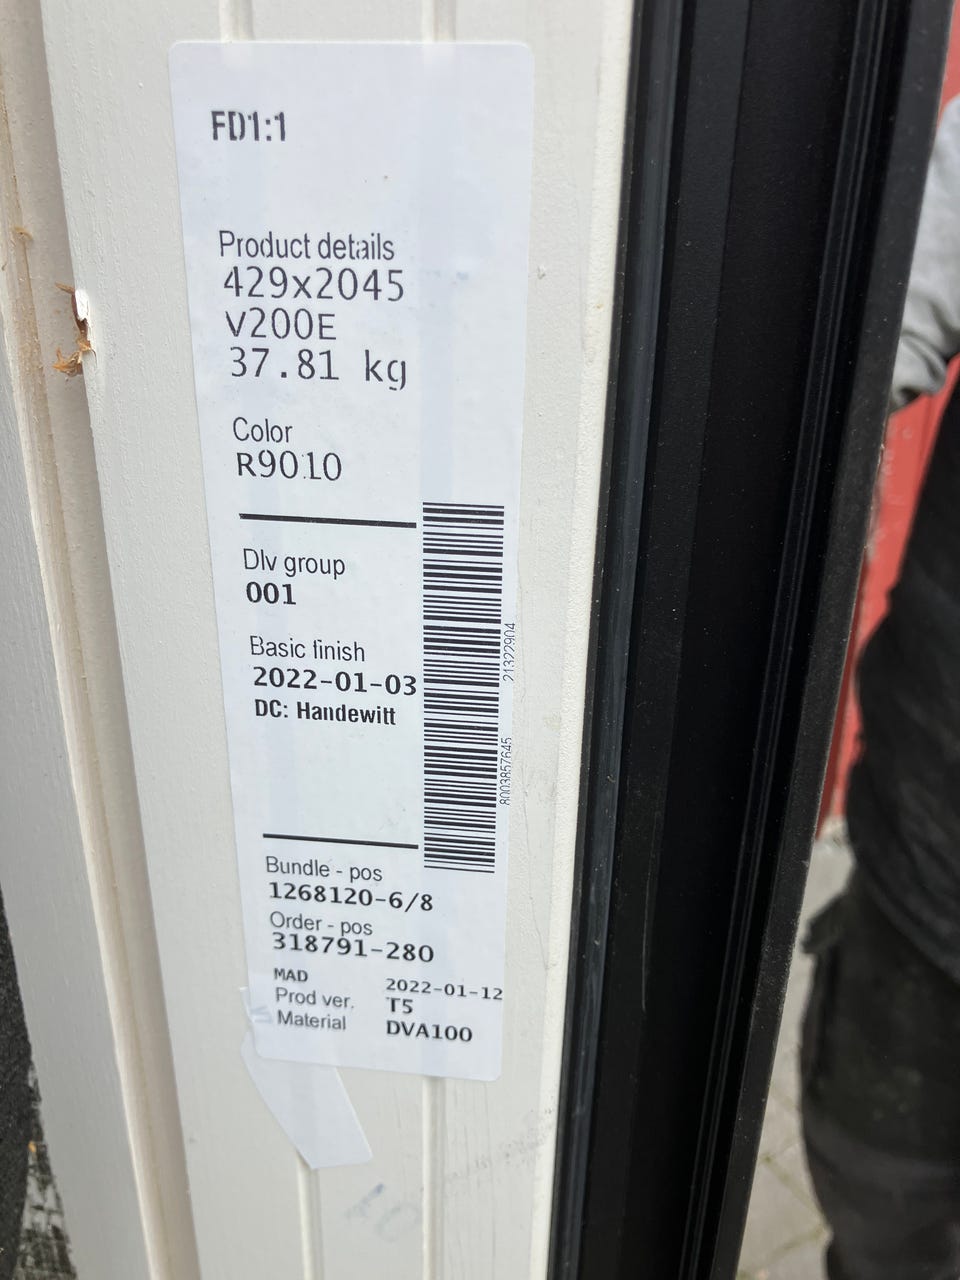 FD1:1
Product details
429x2045
V200E
37.81 kg
Color
R9010
Dlv group
001
Basic finish
2022-01-03
DC: Handewitt
21322904
8003857645
Bundle - pos
1268120-6/8
Order - pos
318791-280
MAD 2022-01-12
Prod ver. T5
Material DVA100